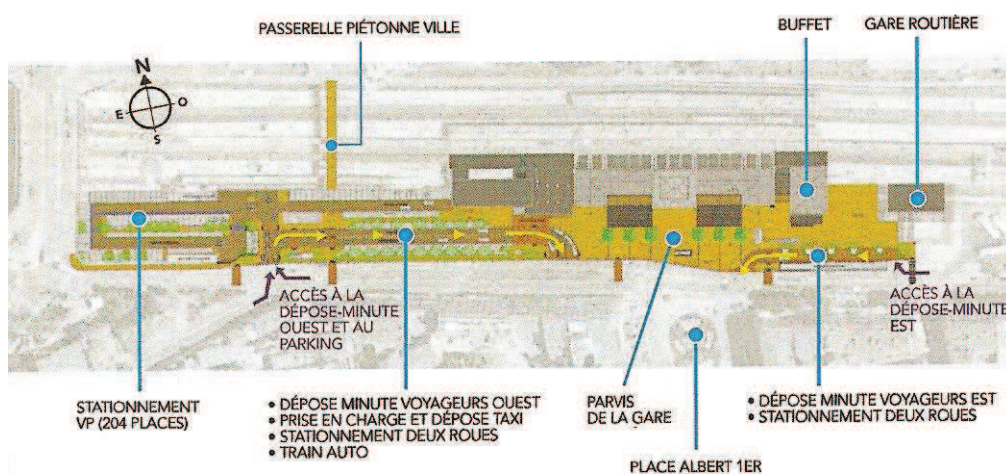 PASSERELLE PIÉTONNE VILLE
BUFFET
GARE ROUTIÈRE
N
E
O
S
ACCÈS À LA
DÉPOSE-MINUTE
OUEST ET AU
PARKING
ACCÈS À LA
DÉPOSE-MINUTE
EST
STATIONNEMENT
VP (204 PLACES)
• DÉPOSE MINUTE VOYAGEURS OUEST
• PRISE EN CHARGE ET DÉPOSE TAXI
• STATIONNEMENT DEUX ROUES
• TRAIN AUTO
PARVIS
DE LA GARE
• DÉPOSE MINUTE VOYAGEURS EST
• STATIONNEMENT DEUX ROUES
PLACE ALBERT 1ER